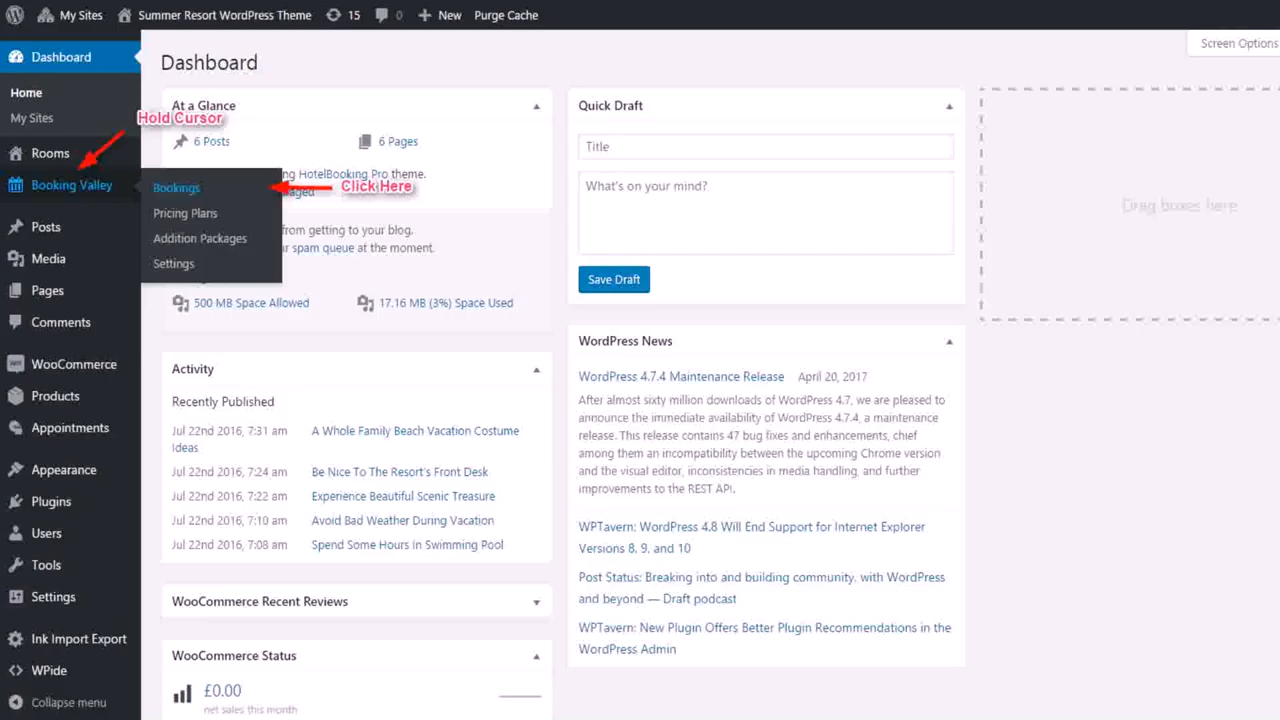 My Sites
Summer Resort WordPress Theme
15
0
New
Purge Cache
Screen Options
Dashboard
Home
My Sites
Rooms
Booking Valley
Posts
Media
Pages
Comments
WooCommerce
Products
Appointments
Appearance
Plugins
Users
Tools
Settings
Ink Import Export
WPide
Collapse menu
Hold Cursor
Bookings
Pricing Plans
Addition Packages
Settings
Click Here
Dashboard
At a Glance
6 Posts
6 Pages
HotelBooking Pro theme.
from getting to your blog.
spam queue at the moment.
500 MB Space Allowed
17.16 MB (3%) Space Used
Activity
Recently Published
Jul 22nd 2016, 7:31 am A Whole Family Beach Vacation Costume
Ideas
Jul 22nd 2016, 7:24 am Be Nice To The Resort's Front Desk
Jul 22nd 2016, 7:22 am Experience Beautiful Scenic Treasure
Jul 22nd 2016, 7:10 am Avoid Bad Weather During Vacation
Jul 22nd 2016, 7:08 am Spend Some Hours in Swimming Pool
WooCommerce Recent Reviews
WooCommerce Status
£0.00
net sales this month
Quick Draft
Title
What's on your mind?
Save Draft
WordPress News
WordPress 4.7.4 Maintenance Release April 20, 2017
After almost sixty million downloads of WordPress 4.7, we are pleased to
announce the immediate availability of WordPress 4.7.4, a maintenance
release. This release contains 47 bug fixes and enhancements, chief
among them an incompatibility between the upcoming Chrome version
and the visual editor, inconsistencies in media handling, and further
improvements to the REST API.
WPTavern: WordPress 4.8 Will End Support for Internet Explorer
Versions 8, 9, and 10
Post Status: Breaking into and building community, with WordPress
and beyond — Draft podcast
WPTavern: New Plugin Offers Better Plugin Recommendations in the
WordPress Admin
Drag boxes here